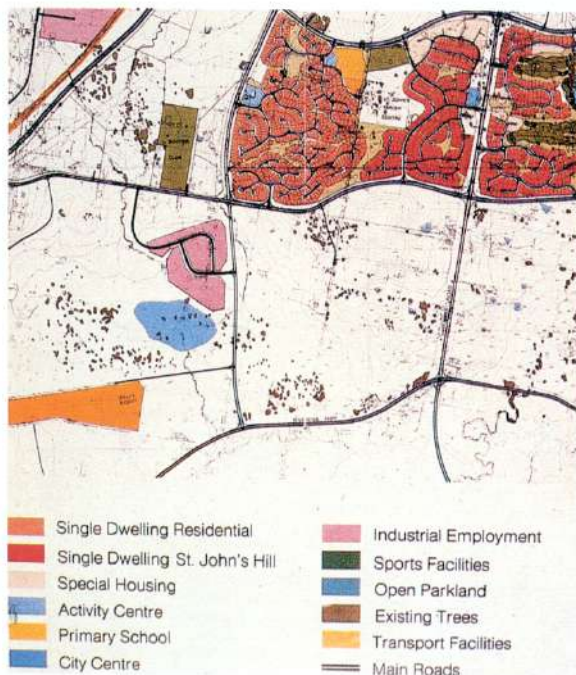 Single Dwelling Residential
Single Dwelling St. John's Hill
Special Housing
Activity Centre
Primary School
City Centre
Industrial Employment
Sports Facilities
Open Parkland
Existing Trees
Transport Facilities
Main Roads